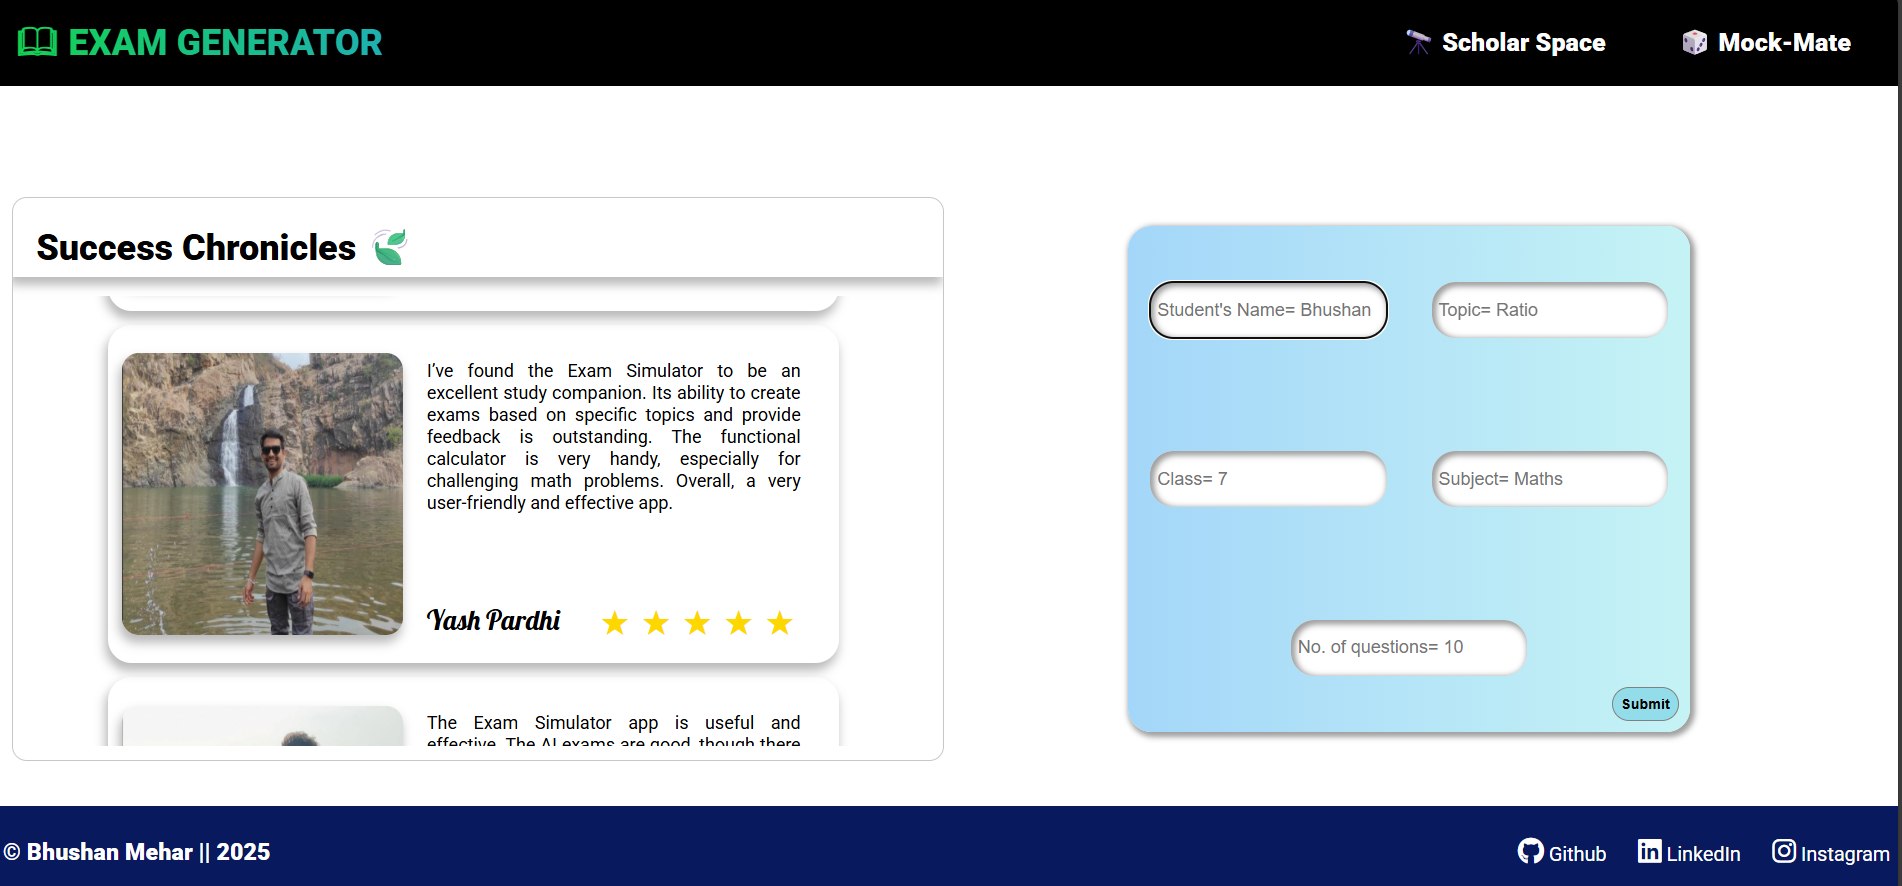 EXAM GENERATOR
Scholar Space
Mock-Mate
Success Chronicles
I’ve found the Exam Simulator to be an
excellent study companion. Its ability to create
exams based on specific topics and provide
feedback is outstanding. The functional
calculator is very handy, especially for
challenging math problems. Overall, a very
user-friendly and effective app.
Yash Pardhi
The Exam Simulator app is useful and
effective. The AI exams are good, though there
Student's Name= Bhushan
Topic= Ratio
Class= 7
Subject= Maths
No. of questions= 10
Submit
© Bhushan Mehar || 2025
Github
LinkedIn
Instagram